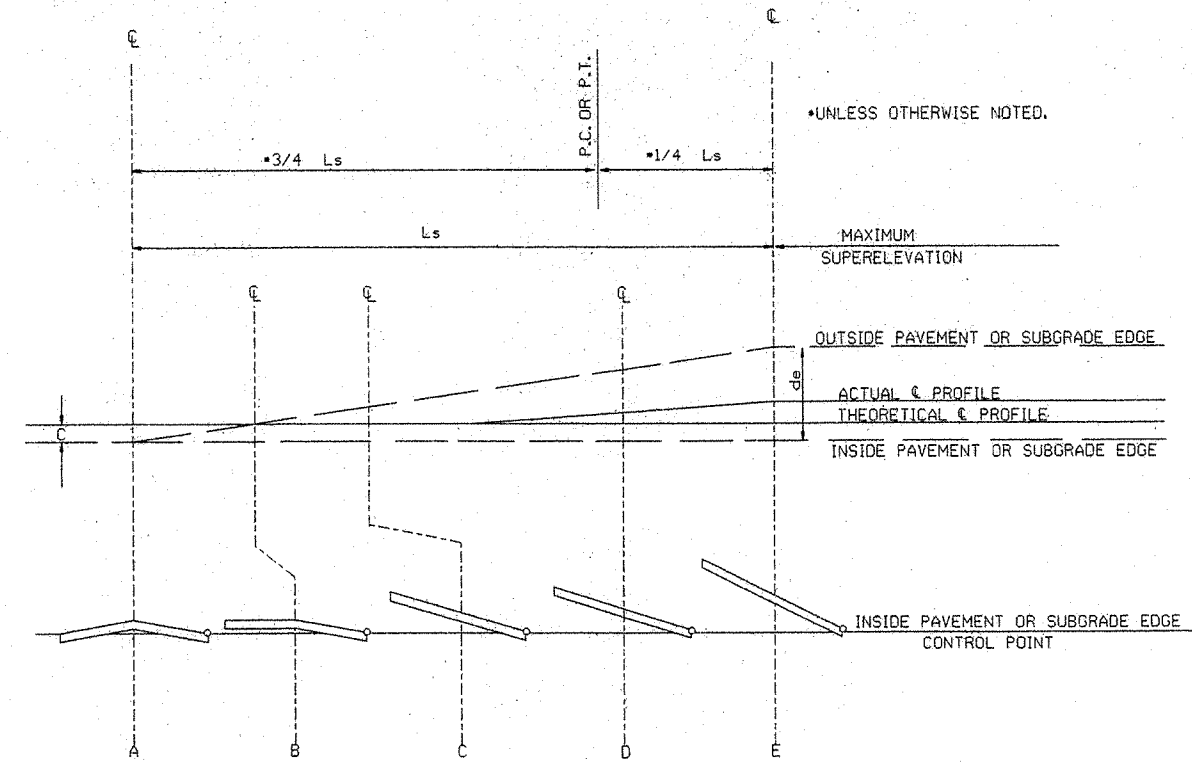 ℄
℄
P.C. OR P.T.
*UNLESS OTHERWISE NOTED.
*3/4 Ls
*1/4 Ls
Ls
MAXIMUM
SUPERELEVATION
℄
℄
℄
OUTSIDE PAVEMENT OR SUBGRADE EDGE
de
ACTUAL ℄ PROFILE
THEORETICAL ℄ PROFILE
C
INSIDE PAVEMENT OR SUBGRADE EDGE
INSIDE PAVEMENT OR SUBGRADE EDGE
CONTROL POINT
A
B
C
D
E